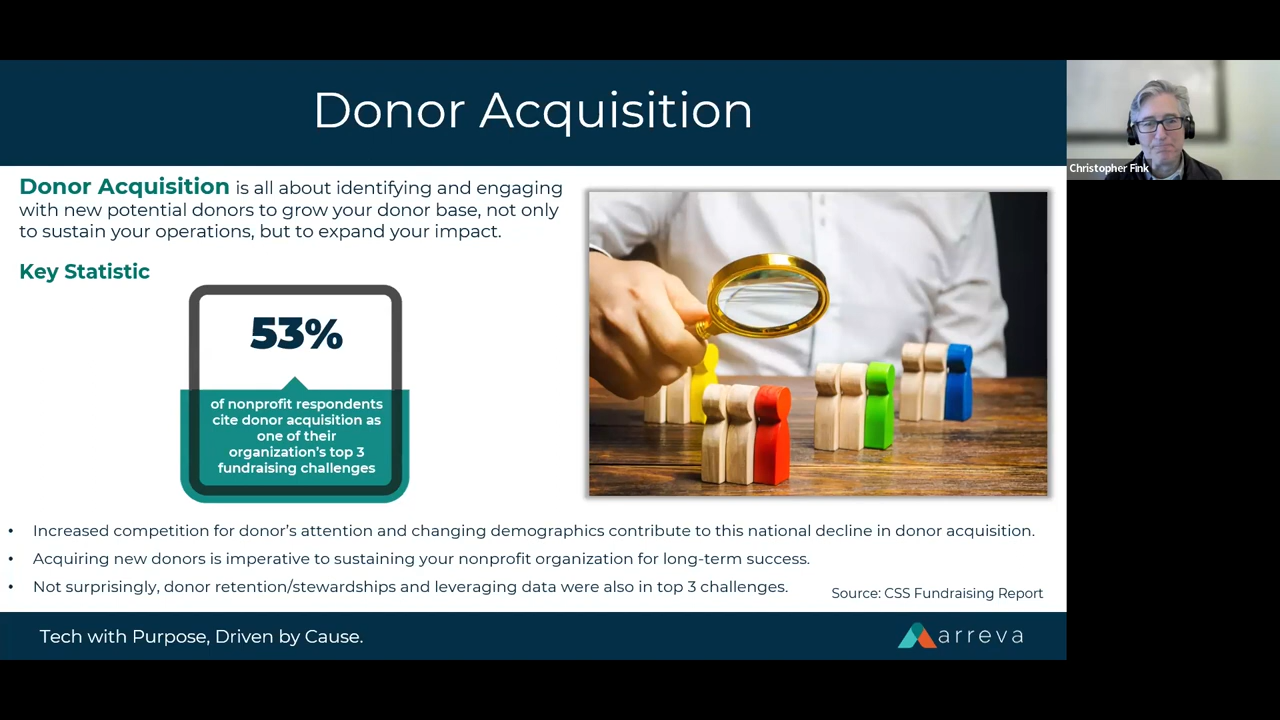 Donor Acquisition
Donor Acquisition is all about identifying and engaging
with new potential donors to grow your donor base, not only
to sustain your operations, but to expand your impact.
Key Statistic
53%
of nonprofit respondents
cite donor acquisition as
one of their
organization's top 3
fundraising challenges
• Increased competition for donor's attention and changing demographics contribute to this national decline in donor acquisition.
• Acquiring new donors is imperative to sustaining your nonprofit organization for long-term success.
• Not surprisingly, donor retention/stewardships and leveraging data were also in top 3 challenges.
Source: CSS Fundraising Report
Tech with Purpose, Driven by Cause.
arreva
Christopher Fink